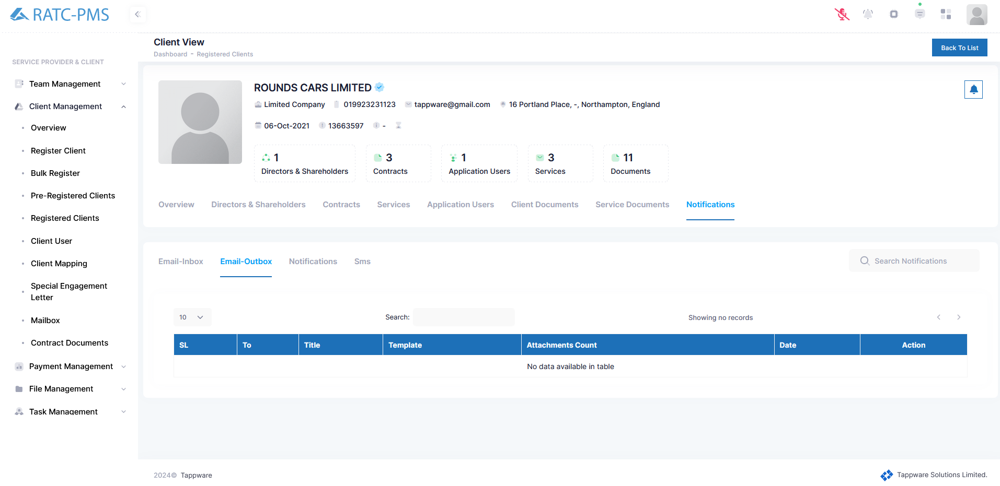 RATC-PMS
Client View
Dashboard - Registered Clients
Back To List
SERVICE PROVIDER & CLIENT
Team Management
Client Management
Overview
Register Client
Bulk Register
Pre-Registered Clients
Registered Clients
Client User
Client Mapping
Special Engagement
Letter
Mailbox
Contract Documents
Payment Management
File Management
Task Management
ROUNDS CARS LIMITED
Limited Company 019923231123 tappware@gmail.com 16 Portland Place, -, Northampton, England
06-Oct-2021 13663597 -
1
Directors & Shareholders
3
Contracts
1
Application Users
3
Services
11
Documents
Overview Directors & Shareholders Contracts Services Application Users Client Documents Service Documents Notifications
Email-Inbox Email-Outbox Notifications Sms
Search Notifications
10 Search: Showing no records
SL To Title Template Attachments Count Date Action
No data available in table
2024© Tappware
Tappware Solutions Limited.